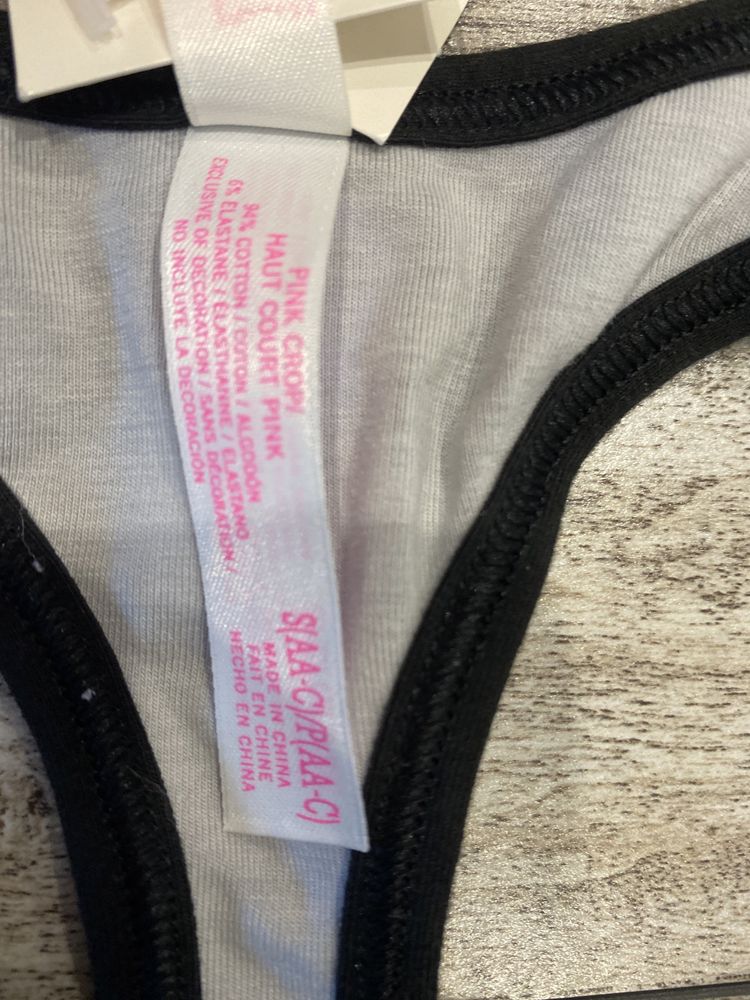 PINK CROP/
HAUT COURT PINK
94% COTTON / COTON / ALGODÓN
6% ELASTANE / ÉLASTHANNE / ELASTANO
EXCLUSIVE OF DECORATION / SANS DÉCORATION /
NO INCLUYE LA DECORACIÓN
S(AA-C)/P(AA-C)
MADE IN CHINA
FAIT EN CHINE
HECHO EN CHINA